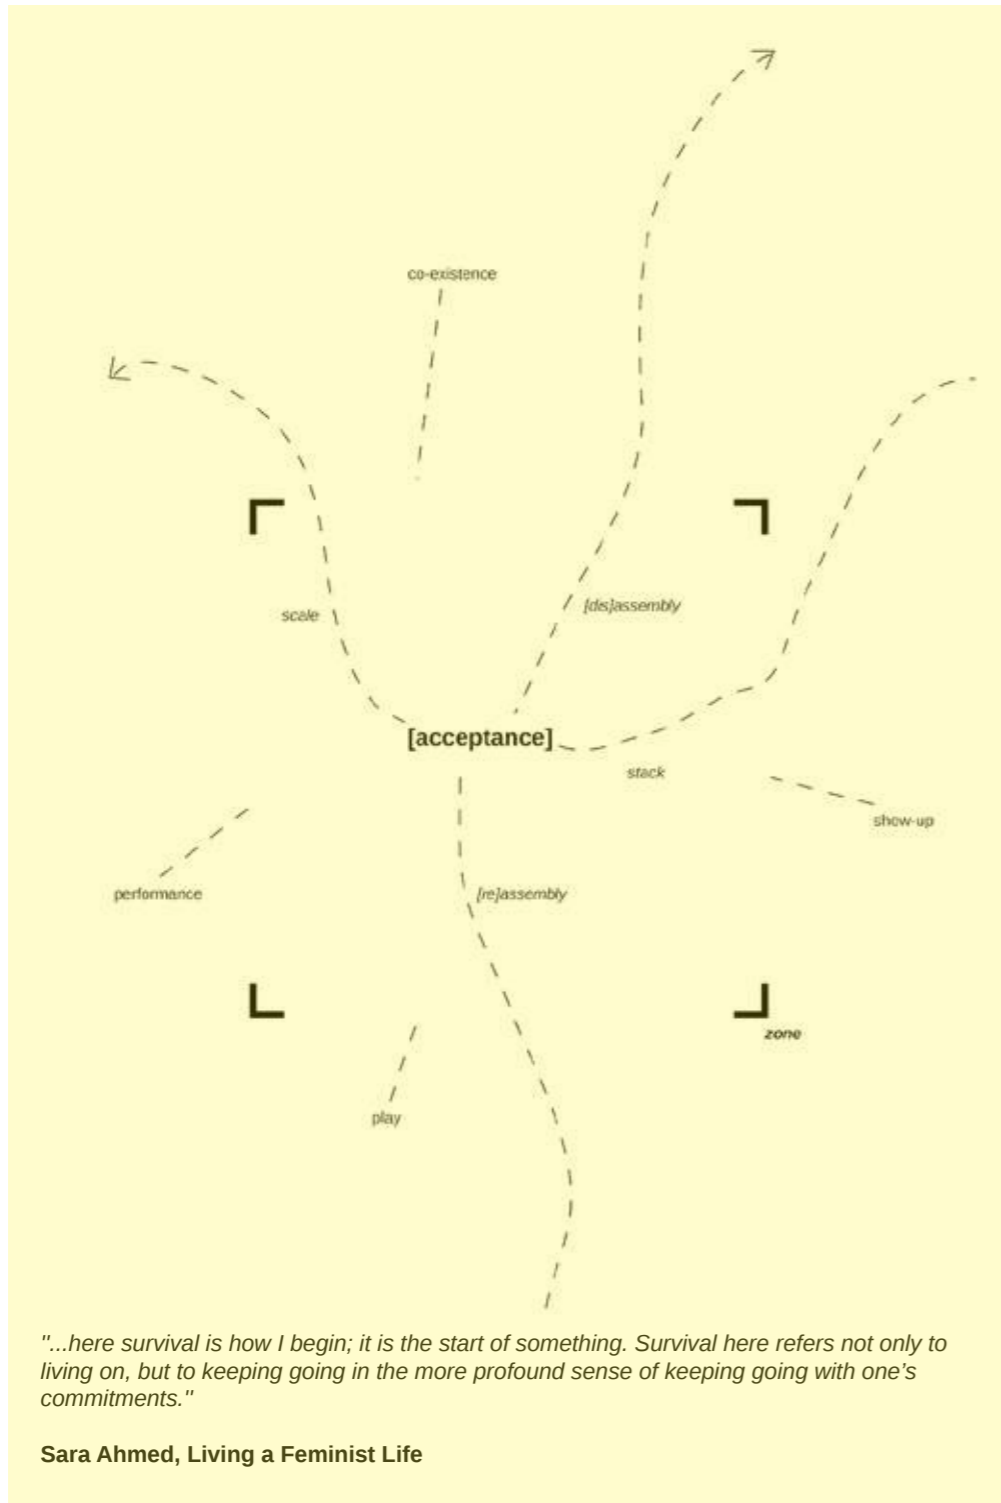 co-existence
scale
[dis]assembly
[acceptance]
stack
show-up
performance
[re]assembly
zone
play
"...here survival is how I begin; it is the start of something. Survival here refers not only to
living on, but to keeping going in the more profound sense of keeping going with one’s
commitments."
Sara Ahmed, Living a Feminist Life